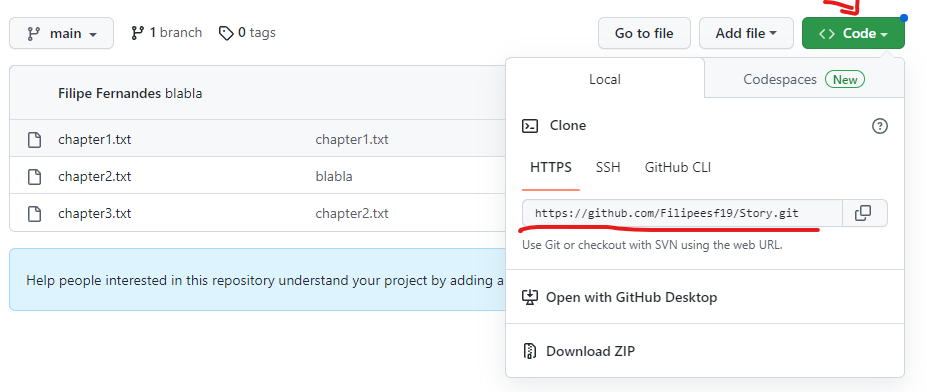 main 1 branch 0 tags Go to file Add file <> Code
Local Codespaces New
Filipe Fernandes blabla
Clone
chapter1.txt chapter1.txt
HTTPS SSH GitHub CLI
chapter2.txt blabla
chapter3.txt chapter2.txt
https://github.com/Filipeesf19/Story.git
Use Git or checkout with SVN using the web URL.
Help people interested in this repository understand your project by adding a
Open with GitHub Desktop
Download ZIP